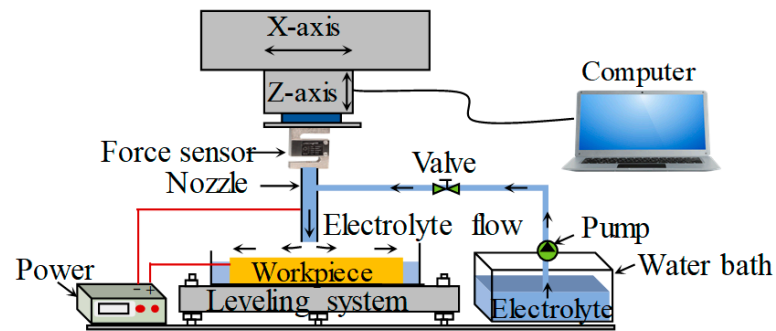 X-axis
Z-axis
Computer
Force sensor
Valve
Nozzle
Electrolyte flow
Pump
Power
- +
Workpiece
Water bath
Leveling system
Electrolyte